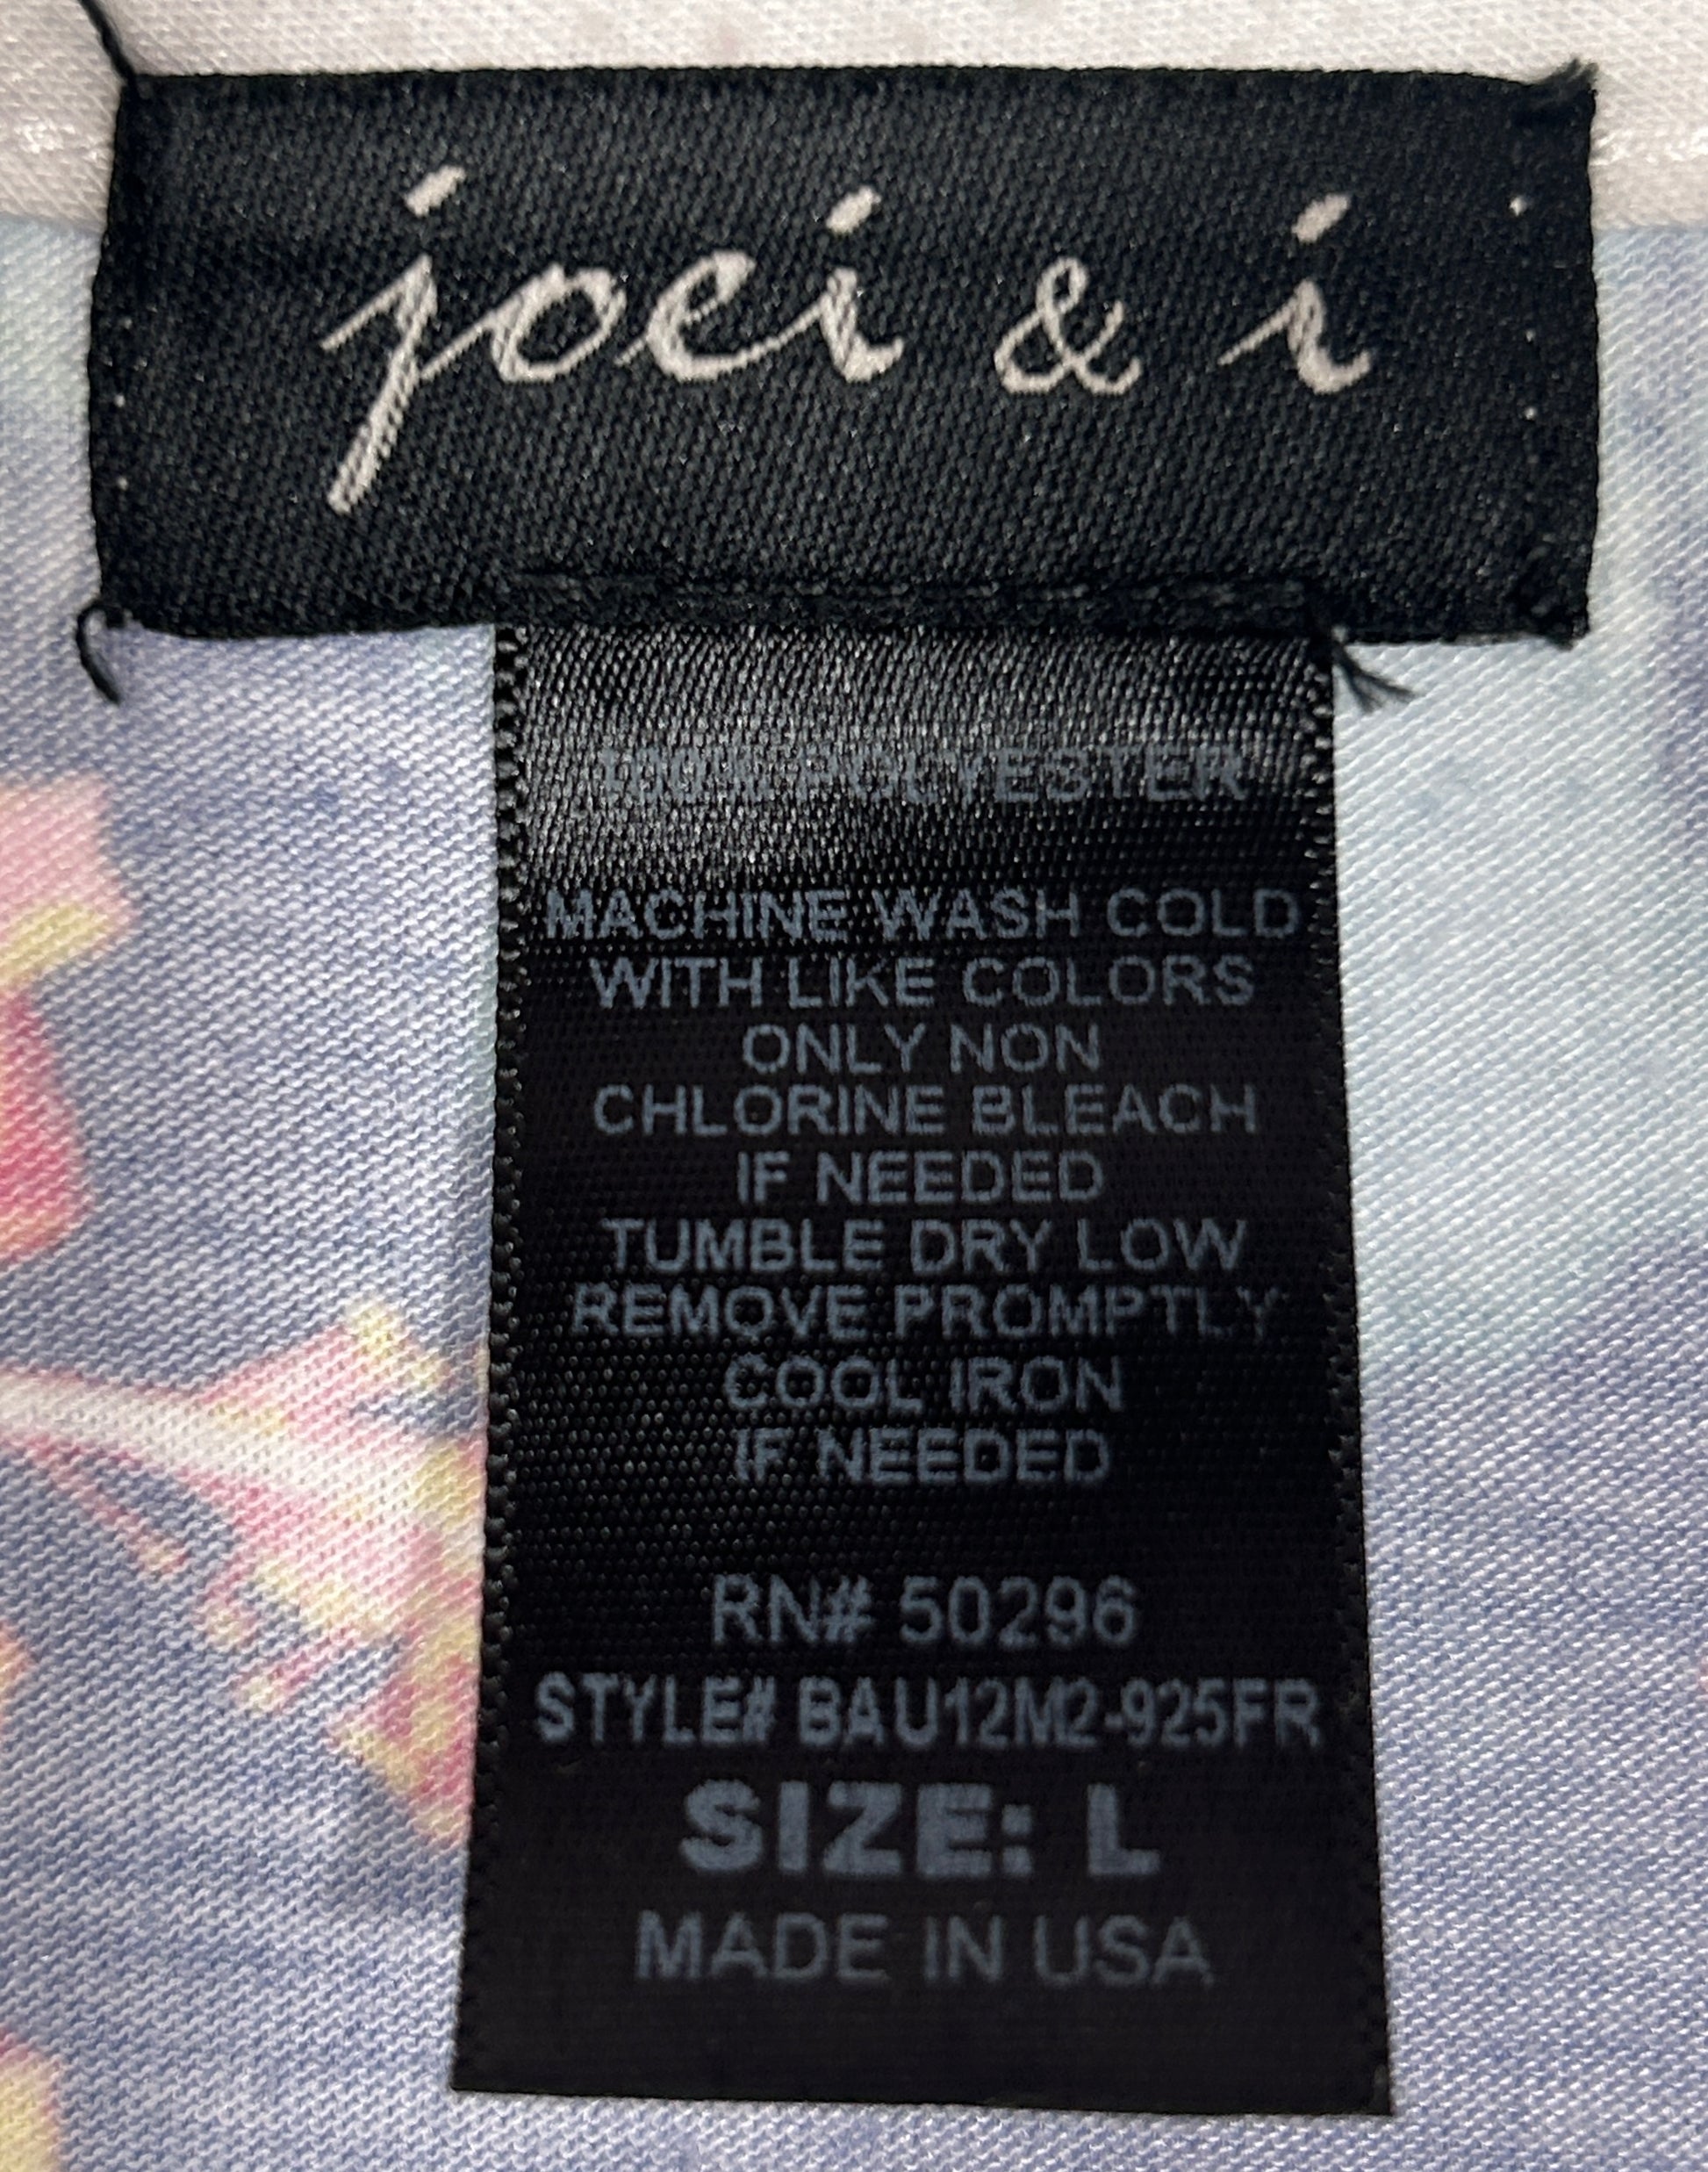 joei & i
100% POLYESTER
MACHINE WASH COLD
WITH LIKE COLORS
ONLY NON
CHLORINE BLEACH
IF NEEDED
TUMBLE DRY LOW
REMOVE PROMPTLY
COOL IRON
IF NEEDED
RN# 50296
STYLE# BAU12M2-925FR
SIZE: L
MADE IN USA